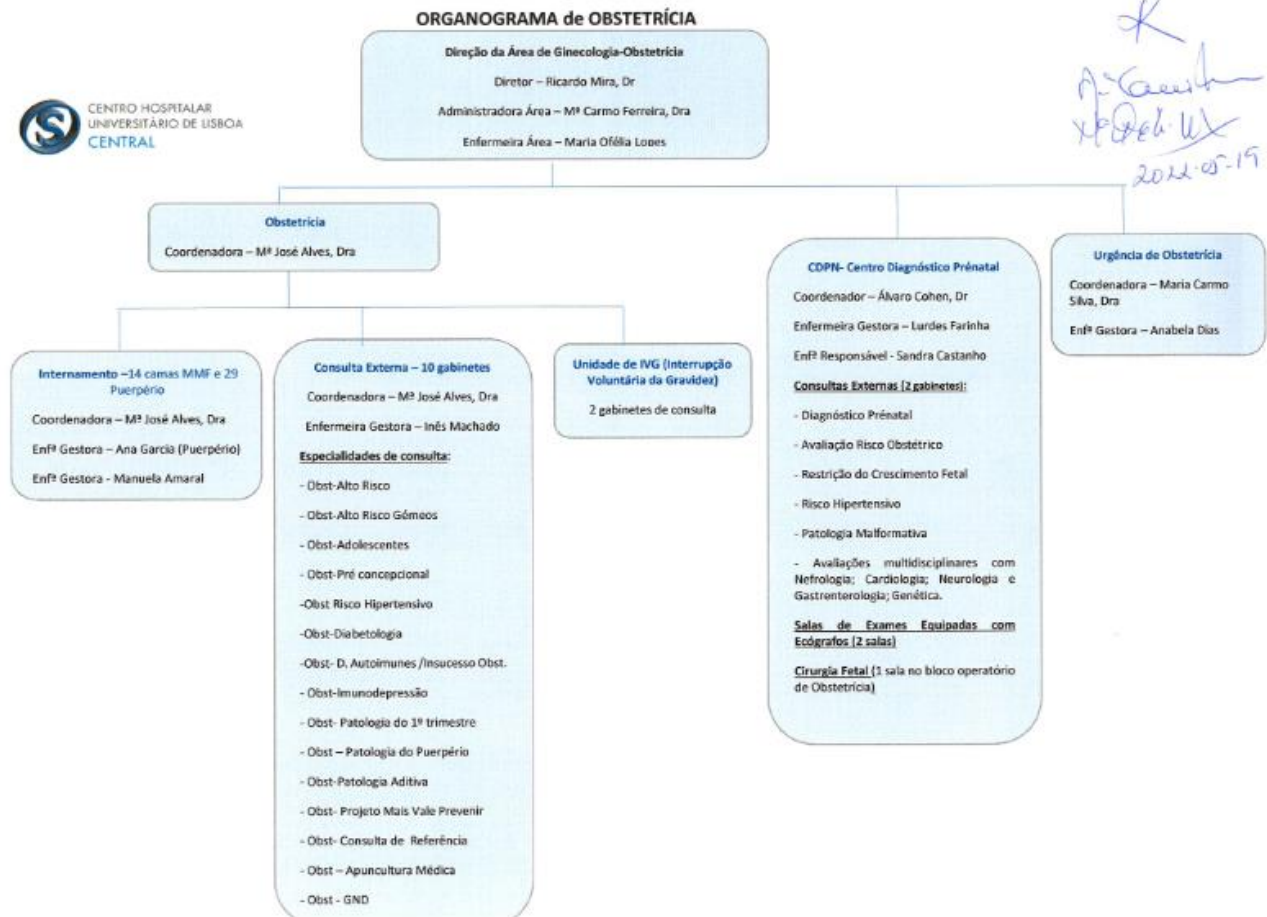 ORGANOGRAMA de OBSTETRÍCIA
Direção da Área de Ginecologia-Obstetrícia
Diretor – Ricardo Mira, Dr
Administradora Área – Mª Carmo Ferreira, Dra
Enfermeira Área – Maria Ofélia Lopes
CENTRO HOSPITALAR
UNIVERSITÁRIO DE LISBOA
CENTRAL
2022-05-19
Obstetrícia
Coordenadora – Mª José Alves, Dra
Internamento –14 camas MMF e 29
Puerpério
Coordenadora – Mª José Alves, Dra
Enfª Gestora – Ana Garcia (Puerpério)
Enfª Gestora - Manuela Amaral
Consulta Externa – 10 gabinetes
Coordenadora – Mª José Alves, Dra
Enfermeira Gestora – Inês Machado
Especialidades de consulta:
- Obst-Alto Risco
- Obst-Alto Risco Gémeos
- Obst-Adolescentes
- Obst-Pré concepcional
-Obst Risco Hipertensivo
-Obst-Diabetologia
-Obst- D. Autoimunes /Insucesso Obst.
- Obst-Imunodepressão
- Obst- Patologia do 1º trimestre
- Obst – Patologia do Puerpério
- Obst-Patologia Aditiva
- Obst- Projeto Mais Vale Prevenir
- Obst- Consulta de Referência
- Obst – Apuncultura Médica
- Obst - GND
Unidade de IVG (Interrupção
Voluntária da Gravidez)
2 gabinetes de consulta
CDPN- Centro Diagnóstico Prénatal
Coordenador – Álvaro Cohen, Dr
Enfermeira Gestora – Lurdes Farinha
Enfª Responsável - Sandra Castanho
Consultas Externas (2 gabinetes):
- Diagnóstico Prénatal
- Avaliação Risco Obstétrico
- Restrição do Crescimento Fetal
- Risco Hipertensivo
- Patologia Malformativa
- Avaliações multidisciplinares com
Nefrologia; Cardiologia; Neurologia e
Gastrenterologia; Genética.
Salas de Exames Equipadas com
Ecógrafos (2 salas)
Cirurgia Fetal (1 sala no bloco operatório
de Obstetrícia)
Urgência de Obstetrícia
Coordenadora – Maria Carmo
Silva, Dra
Enfª Gestora – Anabela Dias